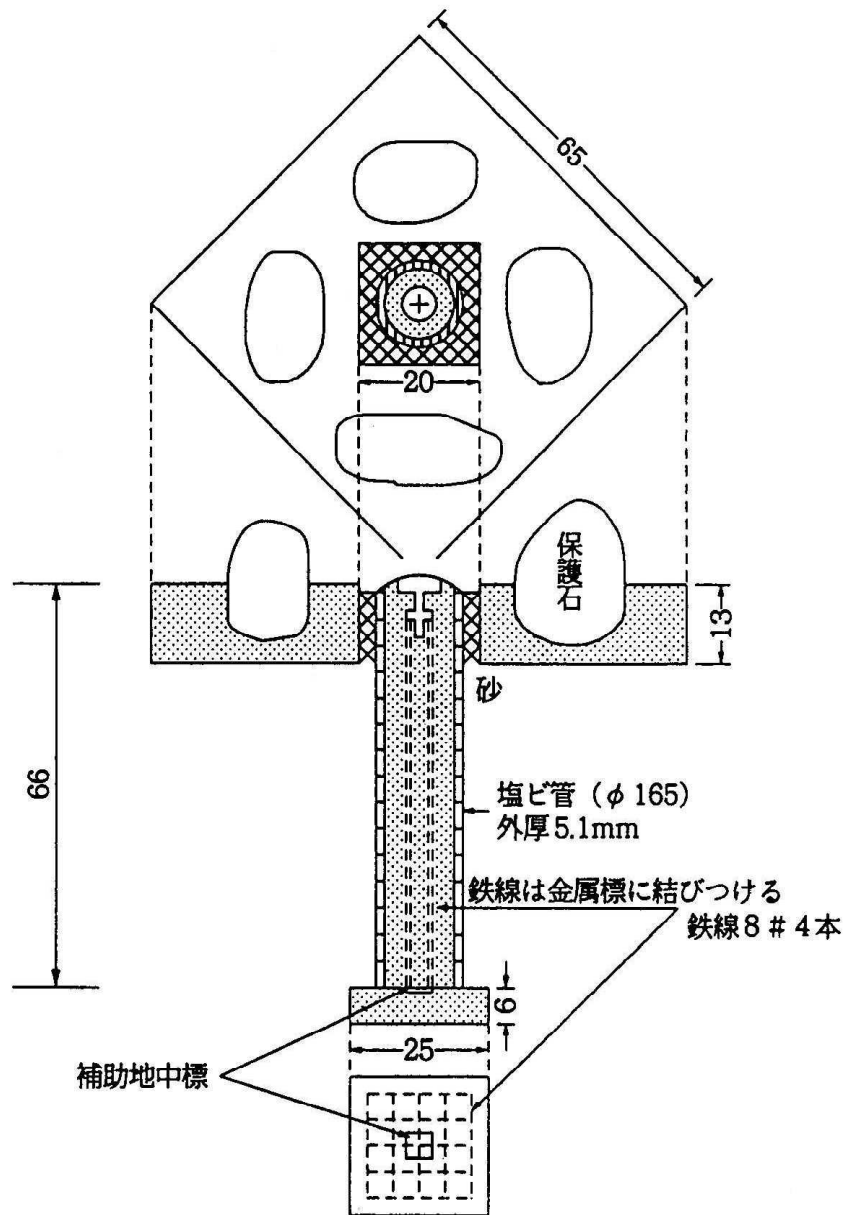 65
20
保護石
13
砂
66
塩ビ管（φ165）
外厚5.1mm
鉄線は金属標に結びつける
鉄線8＃4本
6
25
補助地中標